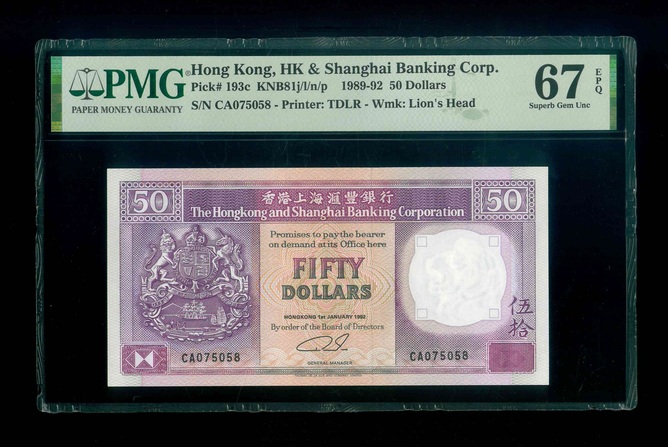 PMG
PAPER MONEY GUARANTY
Hong Kong, HK & Shanghai Banking Corp.
Pick# 193c KNB81j/l/n/p 1989-92 50 Dollars
S/N CA075058 - Printer: TDLR - Wmk: Lion's Head
67 EPQ
Superb Gem Unc
50 香港上海滙豐銀行 50
The Hongkong and Shanghai Banking Corporation
Promises to pay the bearer
on demand at its Office here
FIFTY
DOLLARS
伍拾
HONGKONG 1st JANUARY
By order of the Board of Directors
CA075058 CA075058
GENERAL MANAGER